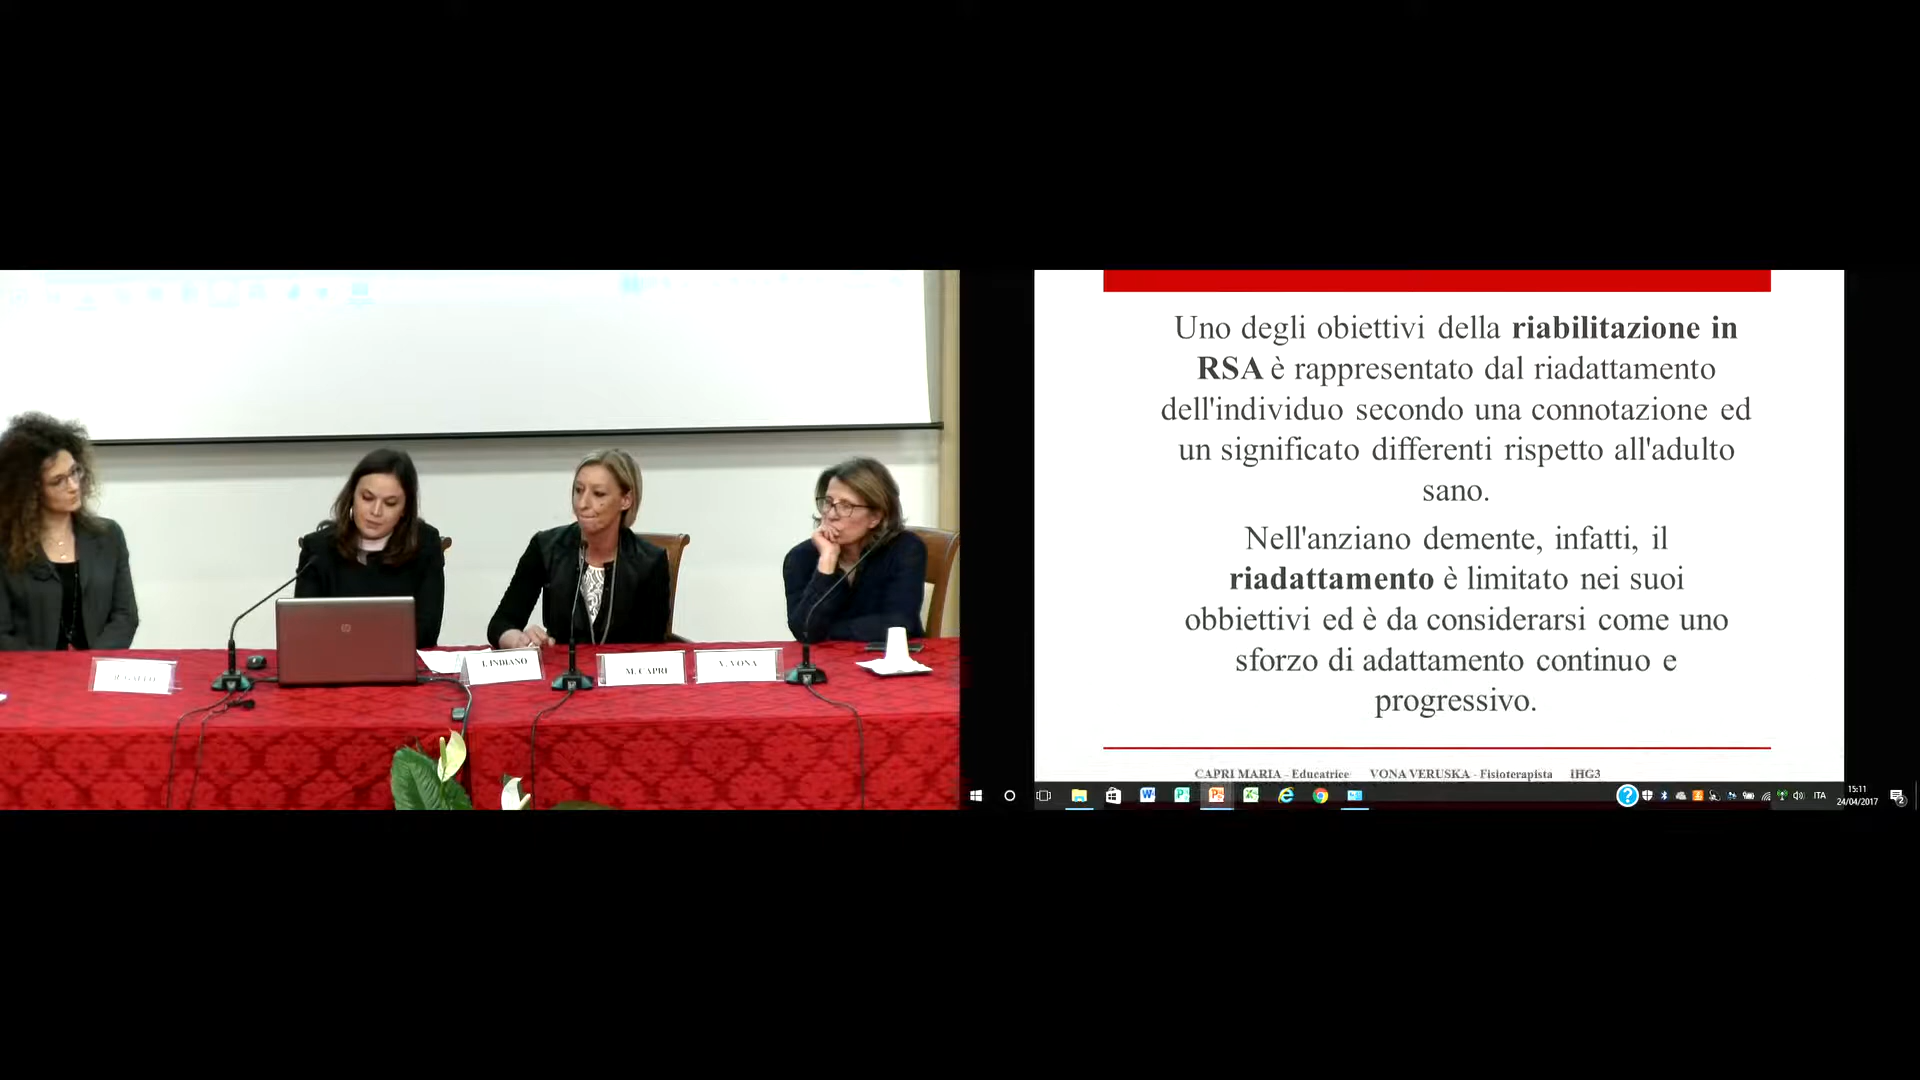 I. INDIANO
M. CAPRI
V. VONA
Uno degli obiettivi della riabilitazione in
RSA è rappresentato dal riadattamento
dell'individuo secondo una connotazione ed
un significato differenti rispetto all'adulto
sano.
Nell'anziano demente, infatti, il
riadattamento è limitato nei suoi
obbiettivi ed è da considerarsi come uno
sforzo di adattamento continuo e
progressivo.
CAPRI MARIA - Educatrice VONA VERUSKA - Fisioterapista IHG3
ITA
15:11
24/04/2017
2